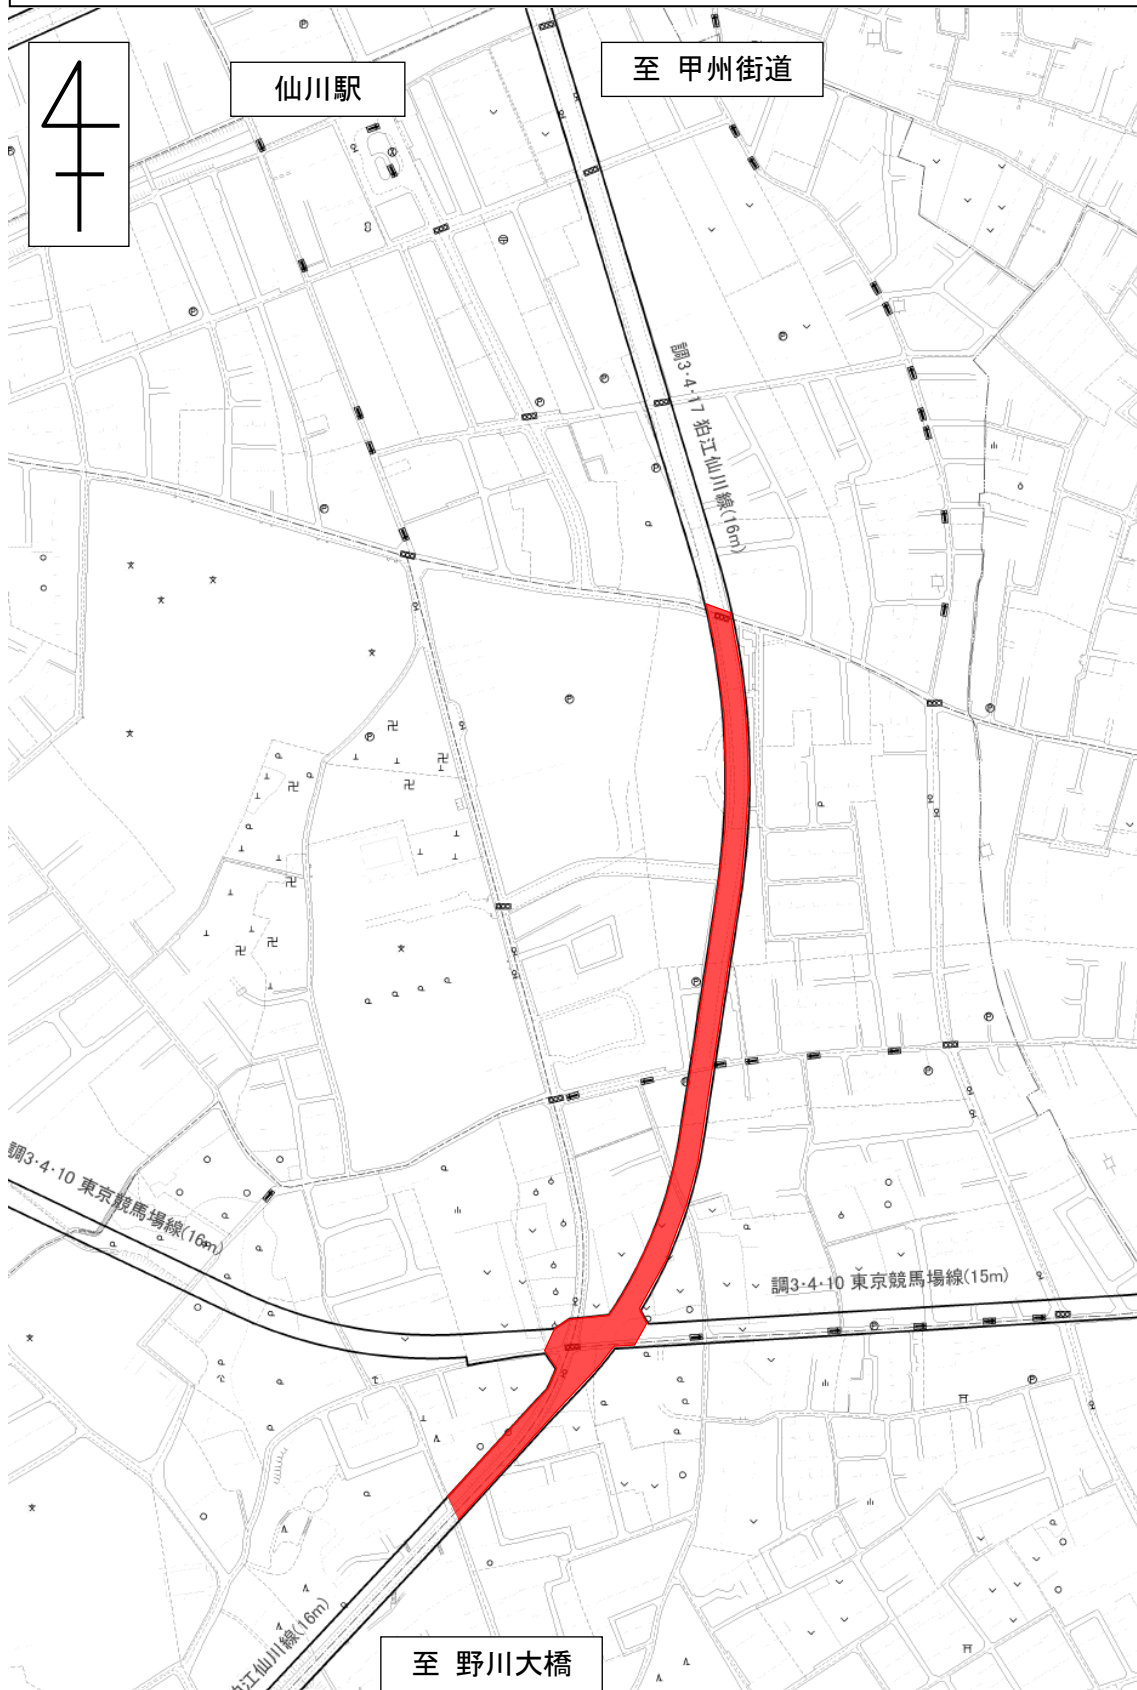 仙川駅
至 甲州街道
調3・4・17 狛江仙川線(16m)
調3・4・10 東京競馬場線(16m)
調3・4・10 東京競馬場線(15m)
江仙川線(16m)
至 野川大橋